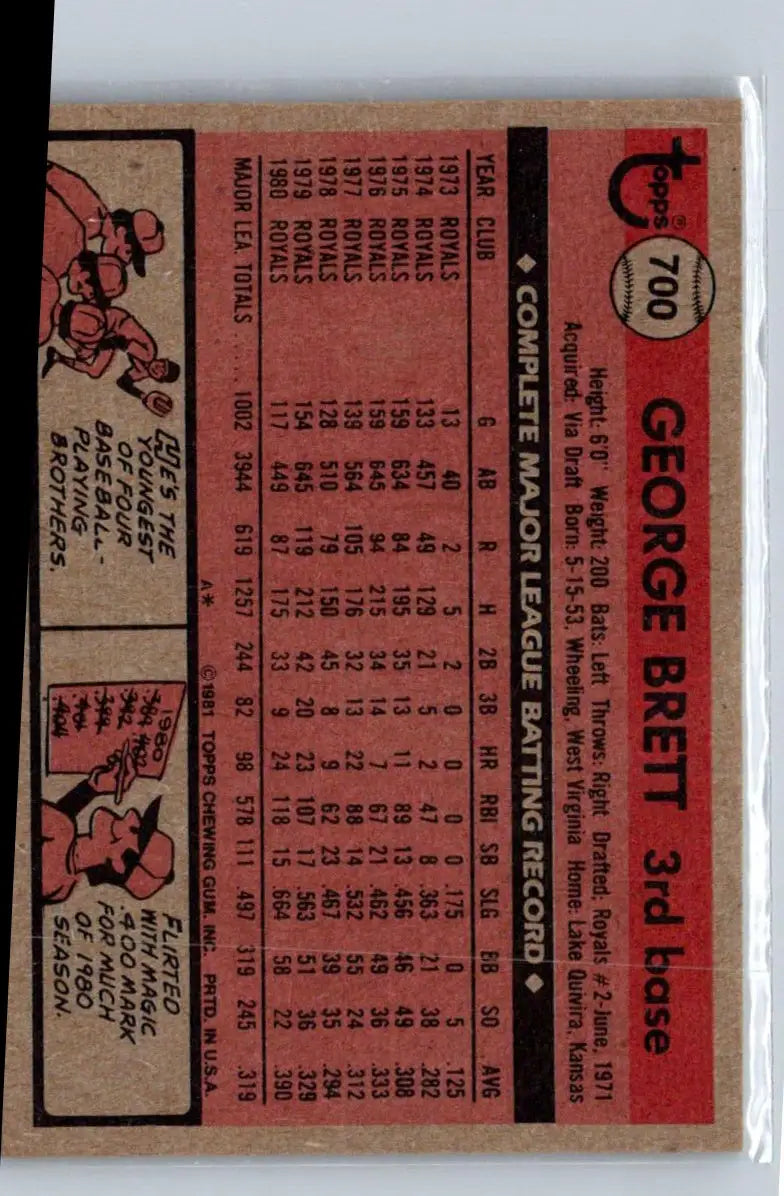 Topps®
700
GEORGE BRETT 3rd base
Height: 6'0" Weight: 200 Bats: Left Throws: Right Drafted: Royals #2-June, 1971
Acquired: Via Draft Born: 5-15-53, Wheeling, West Virginia Home: Lake Quivira, Kansas
◆ COMPLETE MAJOR LEAGUE BATTING RECORD ◆
YEAR CLUB G AB R H 2B 3B HR RBI SB SLG BB SO AVG
1973 ROYALS 13 40 2 5 2 0 0 0 0 .175 0 5 .125
1974 ROYALS 133 457 49 129 21 5 2 47 8 .363 21 38 .282
1975 ROYALS 159 634 84 195 35 13 11 89 13 .456 46 49 .308
1976 ROYALS 159 645 94 215 34 14 7 67 21 .462 49 36 .333
1977 ROYALS 139 564 105 176 32 13 22 88 14 .532 55 24 .312
1978 ROYALS 128 510 79 150 45 8 9 62 23 .467 39 35 .294
1979 ROYALS 154 645 119 212 42 20 23 107 17 .563 51 36 .329
1980 ROYALS 117 449 87 175 33 9 24 118 15 .664 58 22 .390
MAJOR LEA TOTALS ..... 1002 3944 619 1257 244 82 98 578 111 .497 319 245 .319
A* ©1981 TOPPS CHEWING GUM, INC. PRTD. IN U.S.A.
HE'S THE
YOUNGEST
OF FOUR
BASEBALL-
PLAYING
BROTHERS.
1980
.404
FLIRTED
WITH MAGIC
.400 MARK
FOR MUCH
OF 1980
SEASON.